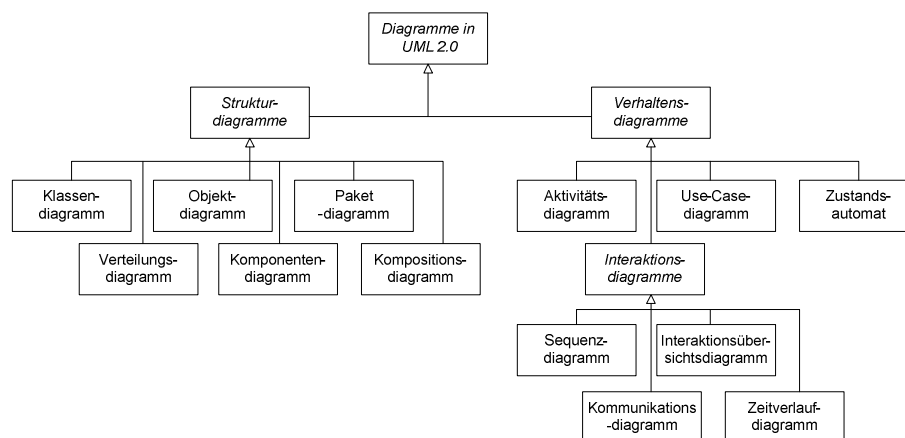 Diagramme in
UML 2.0
Struktur-
diagramme
Verhaltens-
diagramme
Klassen-
diagramm
Objekt-
diagramm
Paket
-diagramm
Aktivitäts-
diagramm
Use-Case-
diagramm
Zustands-
automat
Verteilungs-
diagramm
Komponenten-
diagramm
Kompositions-
diagramm
Interaktions-
diagramme
Sequenz-
diagramm
Interaktionsüber-
sichtsdiagramm
Kommunikations
-diagramm
Zeitverlauf-
diagramm